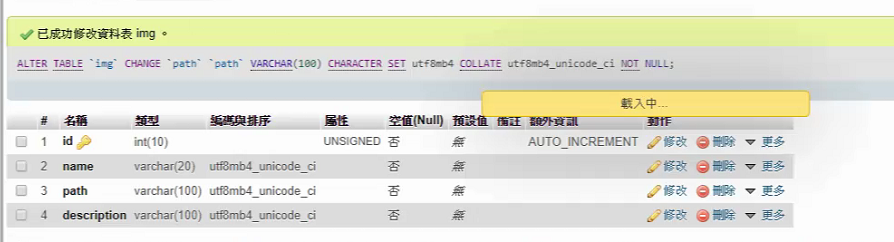 已成功修改資料表 img。
ALTER TABLE `img` CHANGE `path` `path` VARCHAR(100) CHARACTER SET utf8mb4 COLLATE utf8mb4_unicode_ci NOT NULL;
載入中...
# 名稱 類型 編碼與排序 屬性 空值(Null) 預設值 備註 額外資訊 動作
1 id int(10) UNSIGNED 否 無 AUTO_INCREMENT 修改 刪除 更多
2 name varchar(20) utf8mb4_unicode_ci 否 無 修改 刪除 更多
3 path varchar(100) utf8mb4_unicode_ci 否 無 修改 刪除 更多
4 description varchar(100) utf8mb4_unicode_ci 否 無 修改 刪除 更多